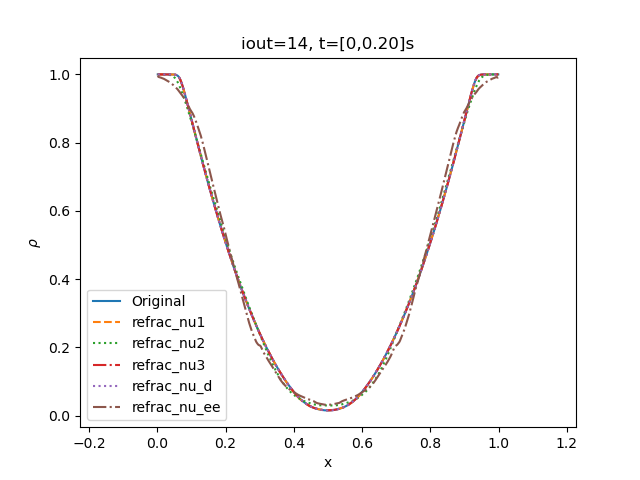 iout=14, t=[0,0.20]s
1.0
0.8
0.6
ρ
0.4
0.2
0.0
Original
refrac_nu1
refrac_nu2
refrac_nu3
refrac_nu_d
refrac_nu_ee
−0.2 0.0 0.2 0.4 0.6 0.8 1.0 1.2
x